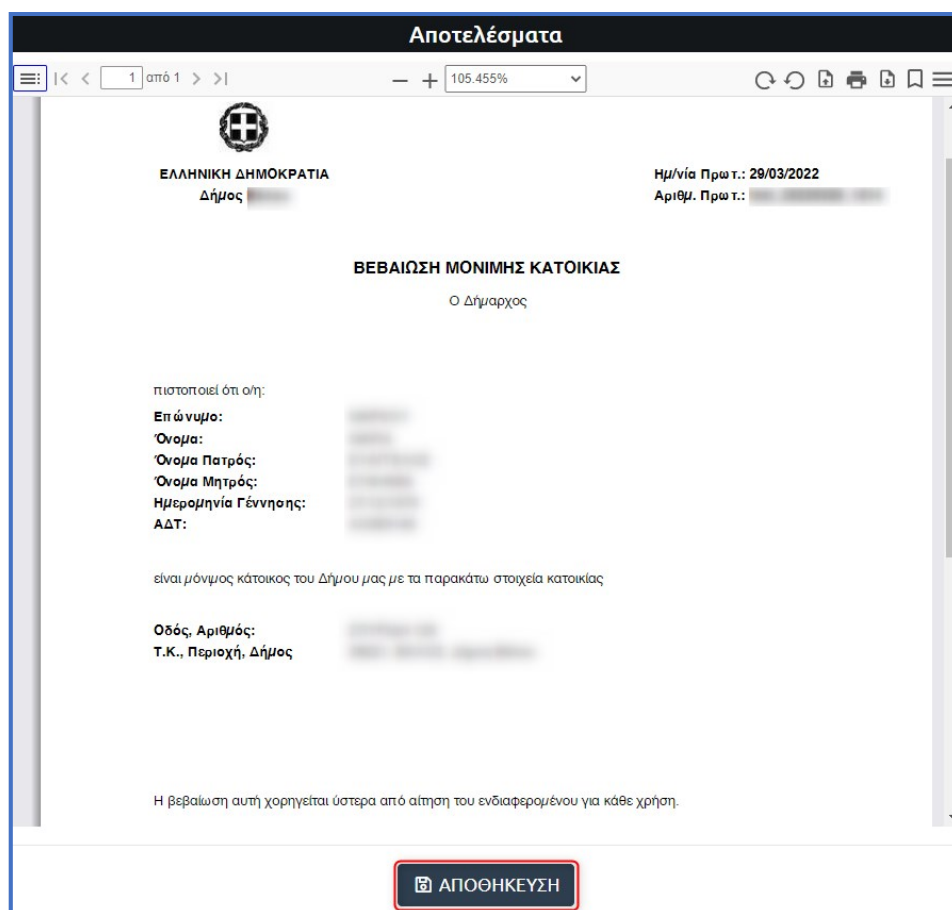 Αποτελέσματα
1 από 1 105.455%
ΕΛΛΗΝΙΚΗ ΔΗΜΟΚΡΑΤΙΑ
Δήμος
Ημ/νία Πρωτ.: 29/03/2022
Αριθμ. Πρωτ.:
ΒΕΒΑΙΩΣΗ ΜΟΝΙΜΗΣ ΚΑΤΟΙΚΙΑΣ
Ο Δήμαρχος
πιστοποιεί ότι ο/η:
Επώνυμο:
Όνομα:
Όνομα Πατρός:
Όνομα Μητρός:
Ημερομηνία Γέννησης:
ΑΔΤ:
είναι μόνιμος κάτοικος του Δήμου μας με τα παρακάτω στοιχεία κατοικίας
Οδός, Αριθμός:
Τ.Κ., Περιοχή, Δήμος
Η βεβαίωση αυτή χορηγείται ύστερα από αίτηση του ενδιαφερομένου για κάθε χρήση.
ΑΠΟΘΗΚΕΥΣΗ